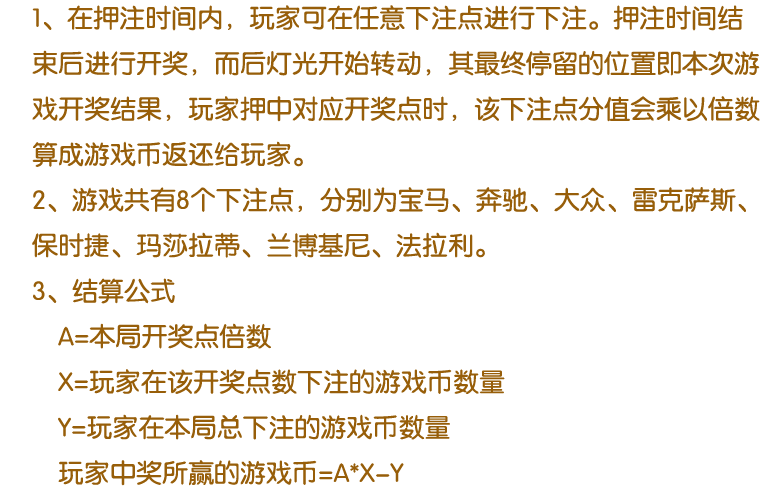 1、在押注时间内，玩家可在任意下注点进行下注。押注时间结
束后进行开奖，而后灯光开始转动，其最终停留的位置即本次游
戏开奖结果，玩家押中对应开奖点时，该下注点分值会乘以倍数
算成游戏币返还给玩家。
2、游戏共有8个下注点，分别为宝马、奔驰、大众、雷克萨斯、
保时捷、玛莎拉蒂、兰博基尼、法拉利。
3、结算公式
A=本局开奖点倍数
X=玩家在该开奖点数下注的游戏币数量
Y=玩家在本局总下注的游戏币数量
玩家中奖所赢的游戏币=A*X-Y